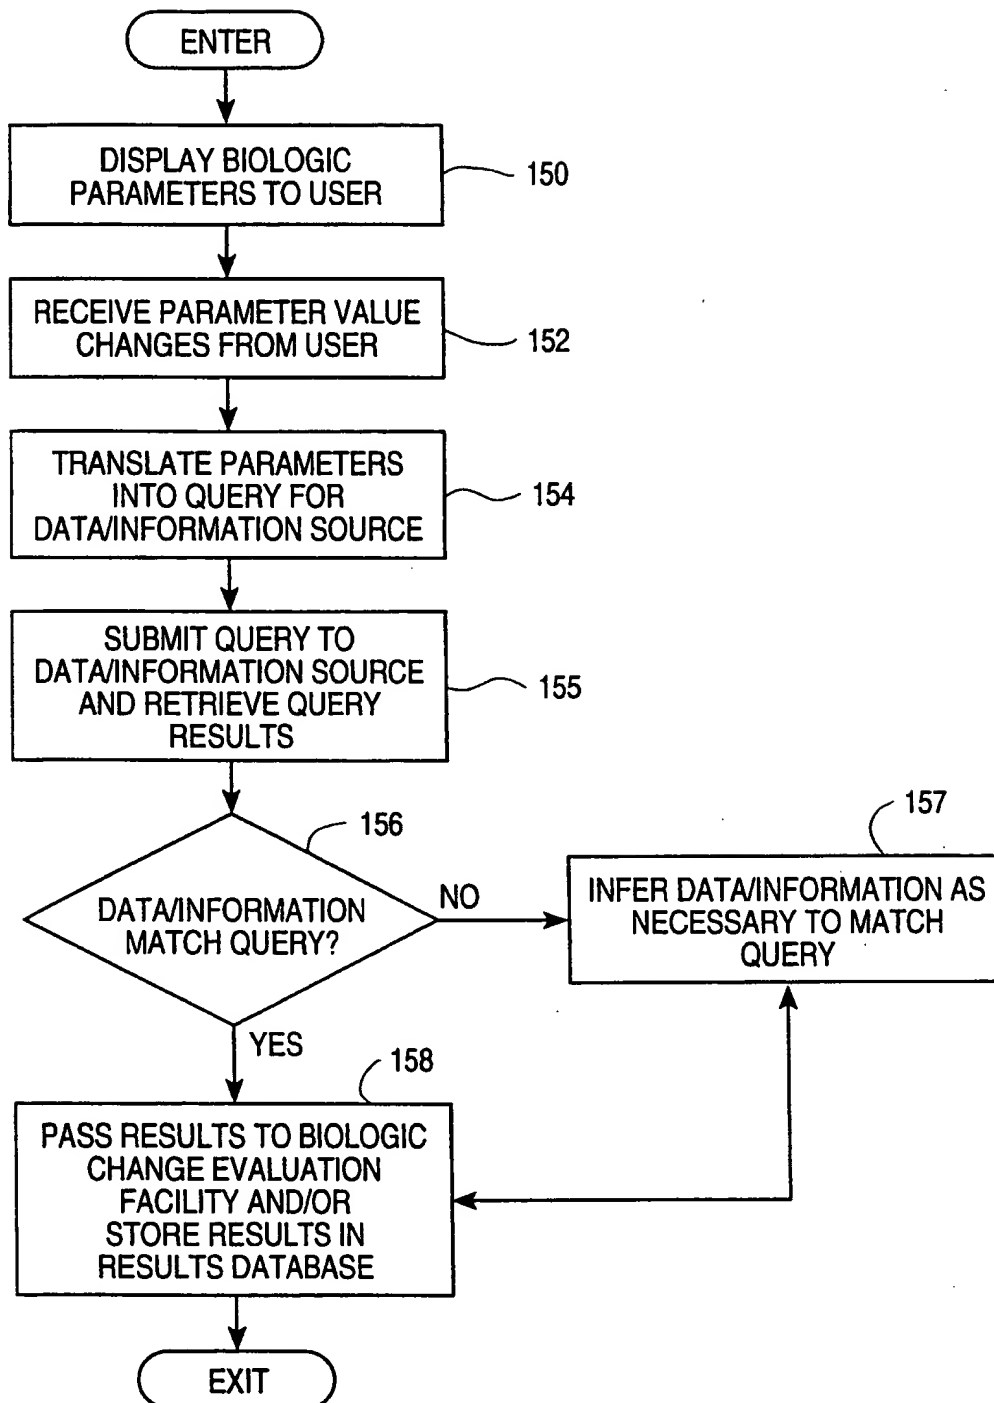 ENTER
DISPLAY BIOLOGIC
PARAMETERS TO USER
150
RECEIVE PARAMETER VALUE
CHANGES FROM USER
152
TRANSLATE PARAMETERS
INTO QUERY FOR
DATA/INFORMATION SOURCE
154
SUBMIT QUERY TO
DATA/INFORMATION SOURCE
AND RETRIEVE QUERY
RESULTS
155
156
DATA/INFORMATION
MATCH QUERY?
NO
157
INFER DATA/INFORMATION AS
NECESSARY TO MATCH
QUERY
YES
158
PASS RESULTS TO BIOLOGIC
CHANGE EVALUATION
FACILITY AND/OR
STORE RESULTS IN
RESULTS DATABASE
EXIT